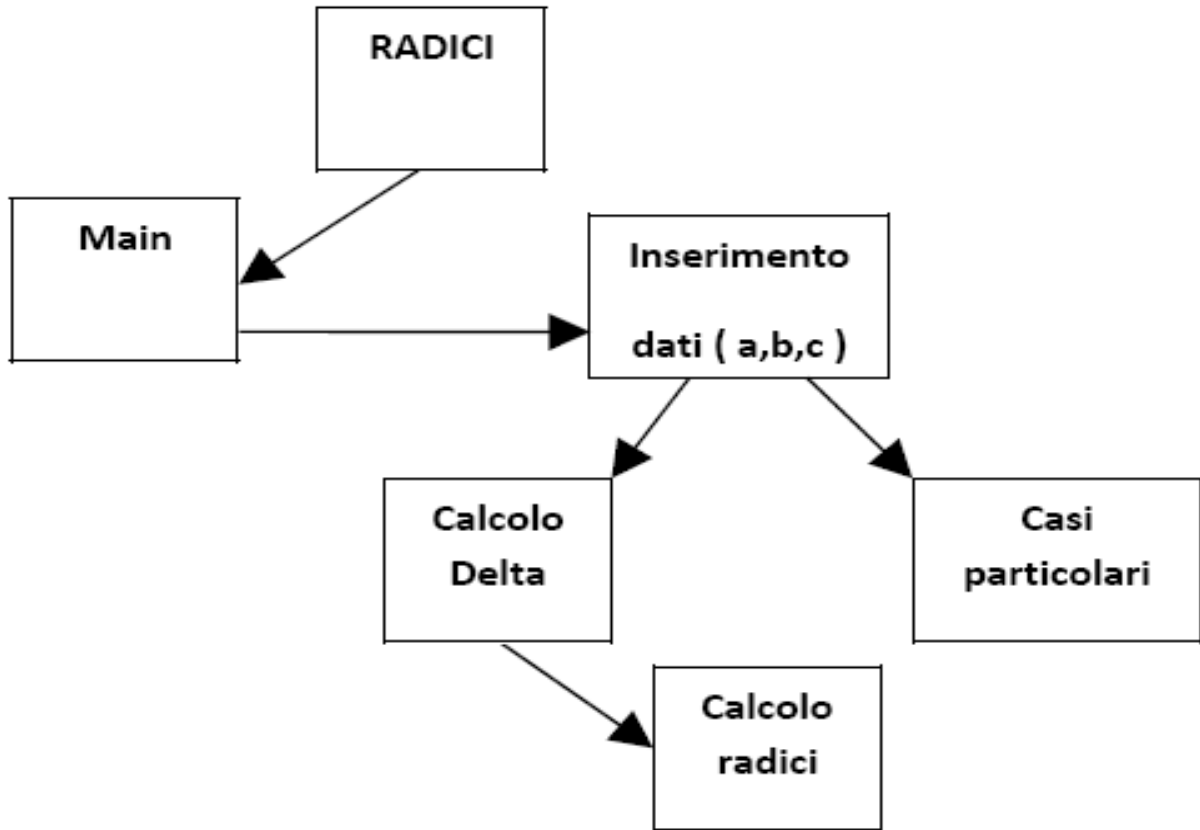 RADICI
Main
Inserimento
dati ( a,b,c )
Calcolo
Delta
Casi
particolari
Calcolo
radici